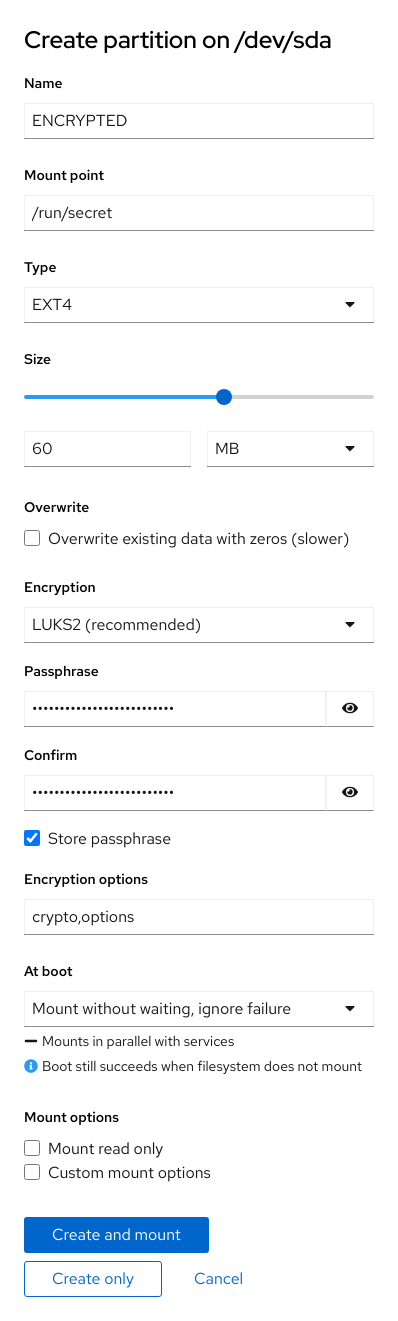 Create partition on /dev/sda
Name
ENCRYPTED
Mount point
/run/secret
Type
EXT4
Size
60
MB
Overwrite
Overwrite existing data with zeros (slower)
Encryption
LUKS2 (recommended)
Passphrase
••••••••••••••••••••••••••
Confirm
••••••••••••••••••••••••••
Store passphrase
Encryption options
crypto,options
At boot
Mount without waiting, ignore failure
Mounts in parallel with services
Boot still succeeds when filesystem does not mount
Mount options
Mount read only
Custom mount options
Create and mount
Create only
Cancel